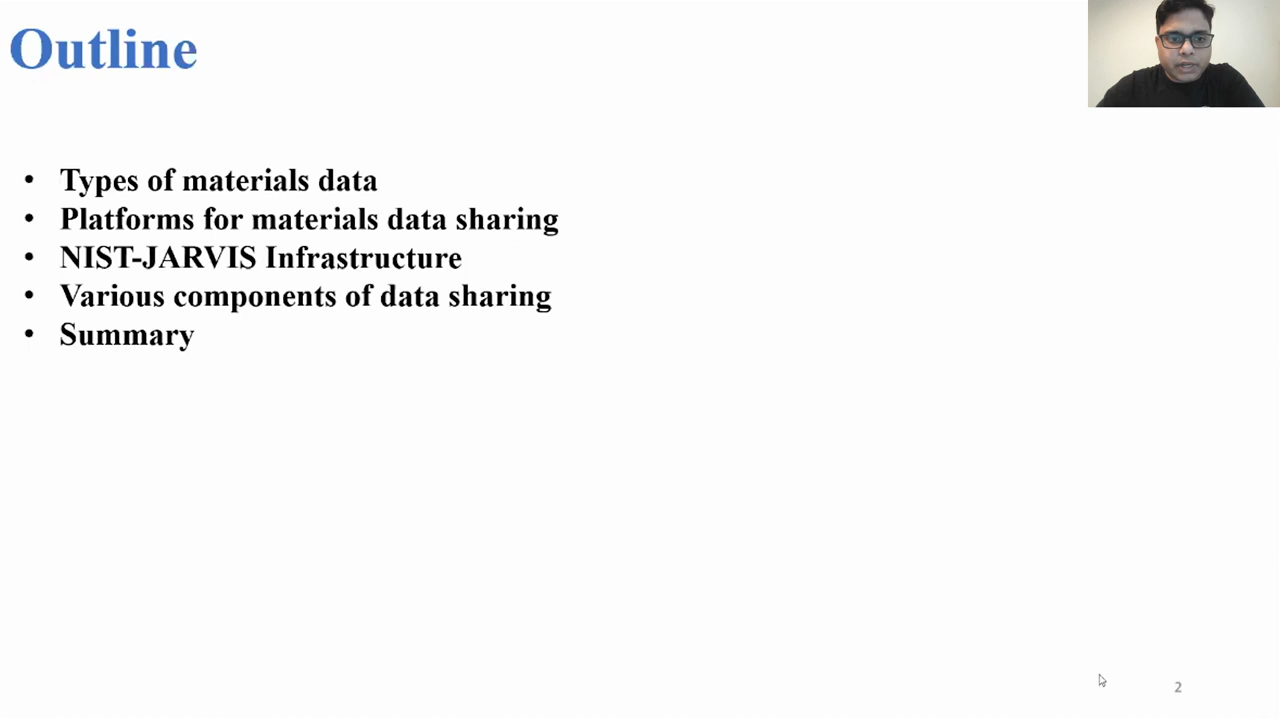 Outline
• Types of materials data
• Platforms for materials data sharing
• NIST-JARVIS Infrastructure
• Various components of data sharing
• Summary
2